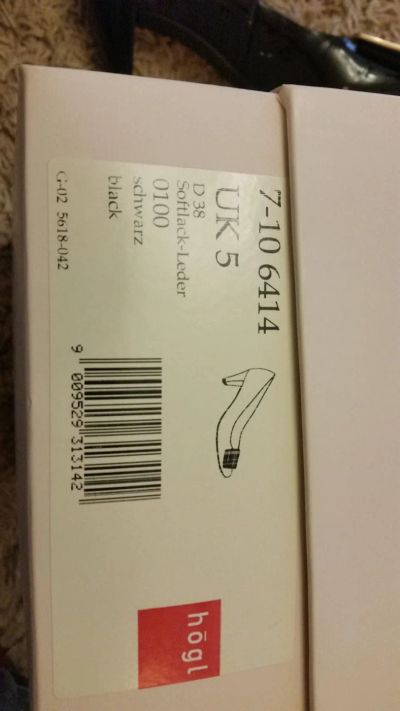 7-10 6414
UK 5
D 38
Softlack-Leder
0100
schwarz
black
G-02 5618-042
9 009529 313142
högl